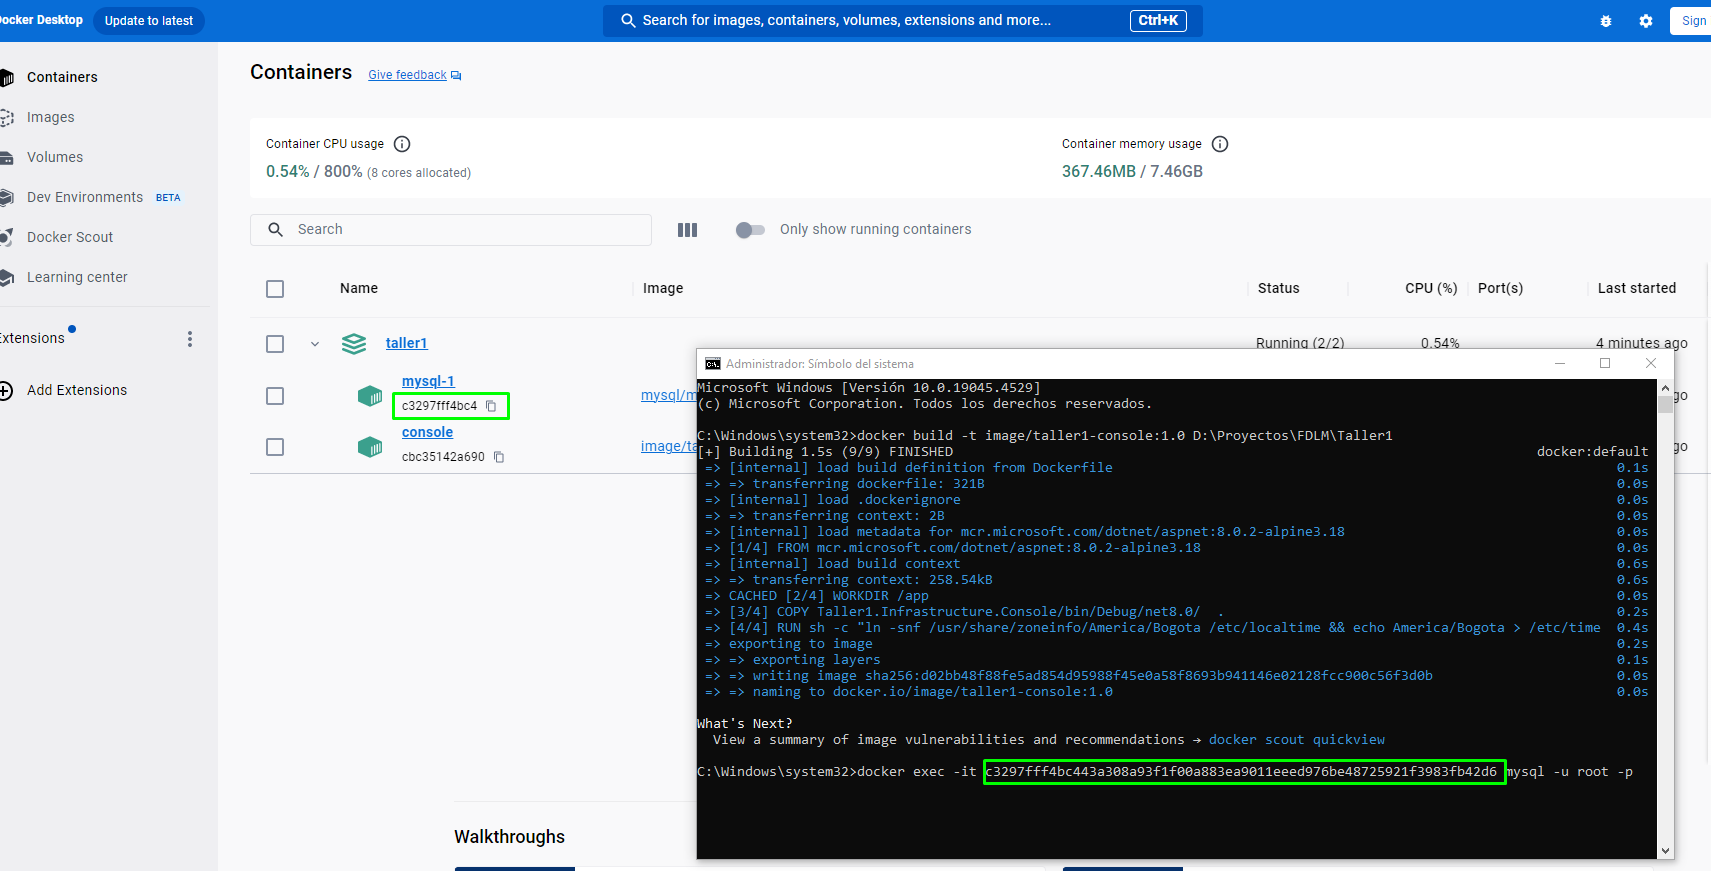 Docker Desktop Update to latest Search for images, containers, volumes, extensions and more... Ctrl+K Sign
Containers
Images
Volumes
Dev Environments BETA
Docker Scout
Learning center
Extensions
Add Extensions
Containers Give feedback
Container CPU usage
0.54% / 800% (8 cores allocated)
Container memory usage
367.46MB / 7.46GB
Search Only show running containers
Name Image Status CPU (%) Port(s) Last started
taller1 Running (2/2) 0.54% 4 minutes ago
mysql-1
c3297fff4bc4
mysql/m go
console
cbc35142a690
image/ta go
Administrador: Símbolo del sistema
Microsoft Windows [Versión 10.0.19045.4529]
(c) Microsoft Corporation. Todos los derechos reservados.
C:\Windows\system32>docker build -t image/taller1-console:1.0 D:\Proyectos\FDLM\Taller1
[+] Building 1.5s (9/9) FINISHED docker:default
=> [internal] load build definition from Dockerfile 0.1s
=> => transferring dockerfile: 321B 0.0s
=> [internal] load .dockerignore 0.0s
=> => transferring context: 2B 0.0s
=> [internal] load metadata for mcr.microsoft.com/dotnet/aspnet:8.0.2-alpine3.18 0.0s
=> [1/4] FROM mcr.microsoft.com/dotnet/aspnet:8.0.2-alpine3.18 0.0s
=> [internal] load build context 0.6s
=> => transferring context: 258.54kB 0.6s
=> CACHED [2/4] WORKDIR /app 0.0s
=> [3/4] COPY Taller1.Infrastructure.Console/bin/Debug/net8.0/ . 0.2s
=> [4/4] RUN sh -c "ln -snf /usr/share/zoneinfo/America/Bogota /etc/localtime && echo America/Bogota > /etc/time 0.4s
=> exporting to image 0.2s
=> => exporting layers 0.1s
=> => writing image sha256:d02bb48f88fe5ad854d95988f45e0a58f8693b941146e02128fcc900c56f3d0b 0.0s
=> => naming to docker.io/image/taller1-console:1.0 0.0s
What's Next?
View a summary of image vulnerabilities and recommendations → docker scout quickview
C:\Windows\system32>docker exec -it c3297fff4bc443a308a93f1f00a883ea9011eeed976be48725921f3983fb42d6 mysql -u root -p
Walkthroughs